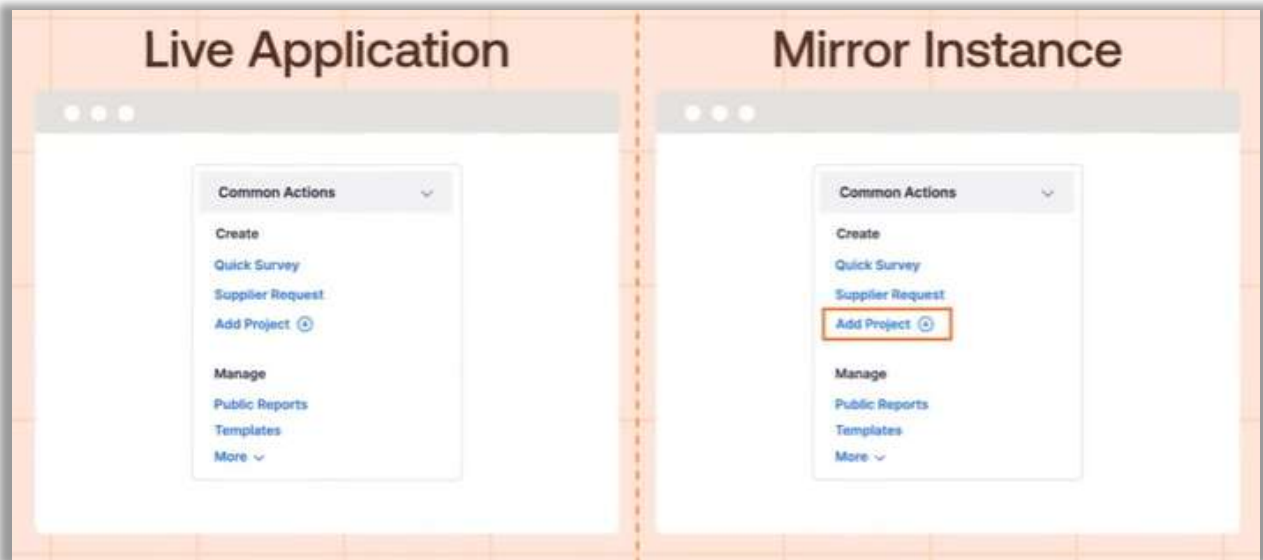 Live Application
Common Actions
Create
Quick Survey
Supplier Request
Add Project
Manage
Public Reports
Templates
More
Mirror Instance
Common Actions
Create
Quick Survey
Supplier Request
Add Project
Manage
Public Reports
Templates
More